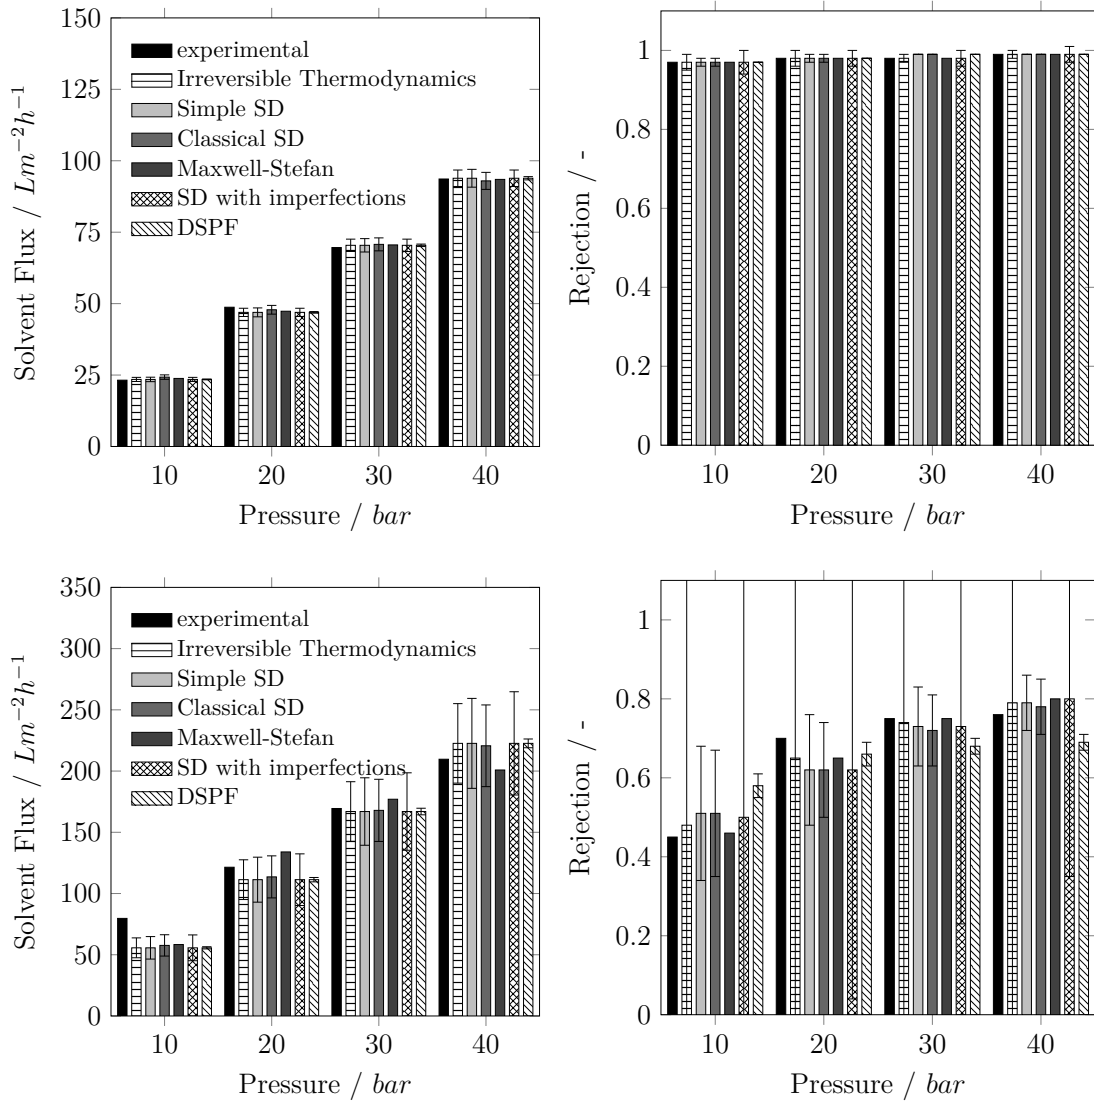 150
125
100
75
50
25
0
Solvent Flux / Lm⁻²h⁻¹
experimental
Irreversible Thermodynamics
Simple SD
Classical SD
Maxwell-Stefan
SD with imperfections
DSPF
10 20 30 40
Pressure / bar
1
0.8
0.6
0.4
0.2
0
Rejection / -
10 20 30 40
Pressure / bar
350
300
250
200
150
100
50
0
Solvent Flux / Lm⁻²h⁻¹
experimental
Irreversible Thermodynamics
Simple SD
Classical SD
Maxwell-Stefan
SD with imperfections
DSPF
10 20 30 40
Pressure / bar
1
0.8
0.6
0.4
0.2
0
Rejection / -
10 20 30 40
Pressure / bar